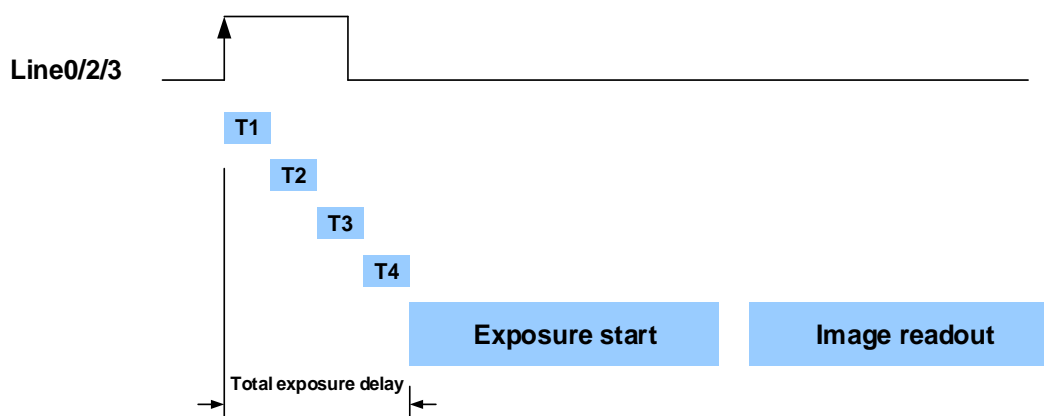 Line0/2/3
T1
T2
T3
T4
Exposure start
Image readout
Total exposure delay